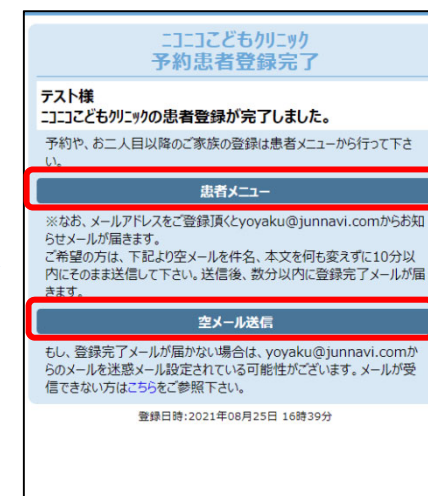 ニコニコこどもクリニック
予約患者登録完了
テスト様
ニコニコこどもクリニックの患者登録が完了しました。
予約や、お二人目以降のご家族の登録は患者メニューから行って下さ
い。
患者メニュー
※なお、メールアドレスをご登録頂くとyoyaku@junnavi.comからお知
らせメールが届きます。
ご希望の方は、下記より空メールを件名、本文を何も変えずに10分以
内にそのまま送信して下さい。送信後、数分以内に登録完了メールが届
きます。
空メール送信
もし、登録完了メールが届かない場合は、yoyaku@junnavi.comか
らのメールを迷惑メール設定されている可能性がございます。メールが受
信できない方はこちらをご参照下さい。
登録日時:2021年08月25日 16時39分